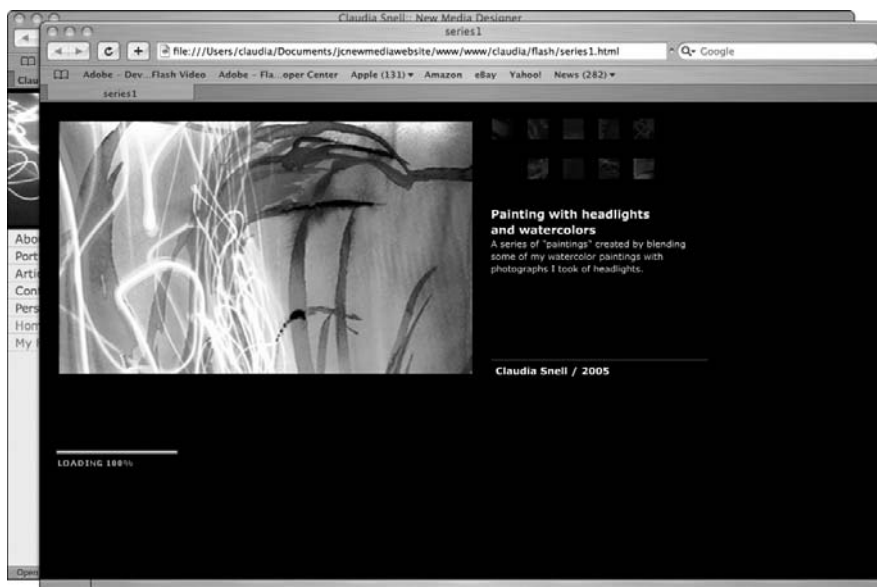 Claudia Snell:: New Media Designer
series1
file:///Users/claudia/Documents/jcnewmediawebsite/www/www/claudia/flash/series1.html
Google
Adobe - Dev...Flash Video Adobe - Fla...oper Center Apple (131) Amazon eBay Yahoo! News (282)
Clau
series1
Painting with headlights
and watercolors
A series of "paintings" created by blending
some of my watercolor paintings with
photographs I took of headlights.
Abo
Port
Artic
Con
Pers
Hom
My
Claudia Snell / 2005
LOADING 100%
Open